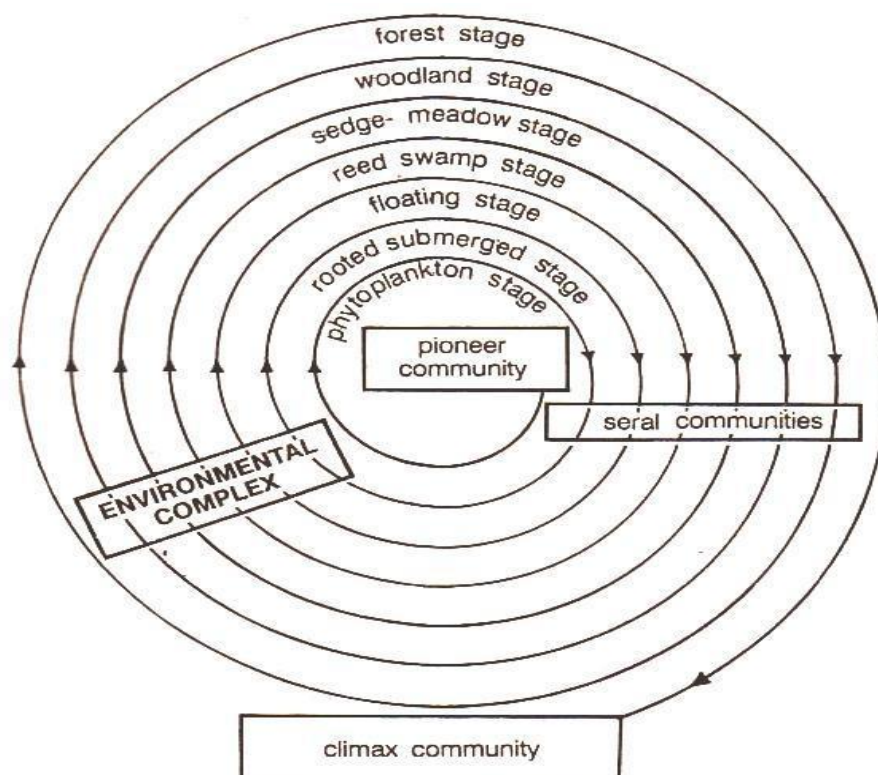 forest stage
woodland stage
sedge- meadow stage
reed swamp stage
floating stage
rooted submerged stage
phytoplankton stage
pioneer
community
seral communities
ENVIRONMENTAL
COMPLEX
climax community